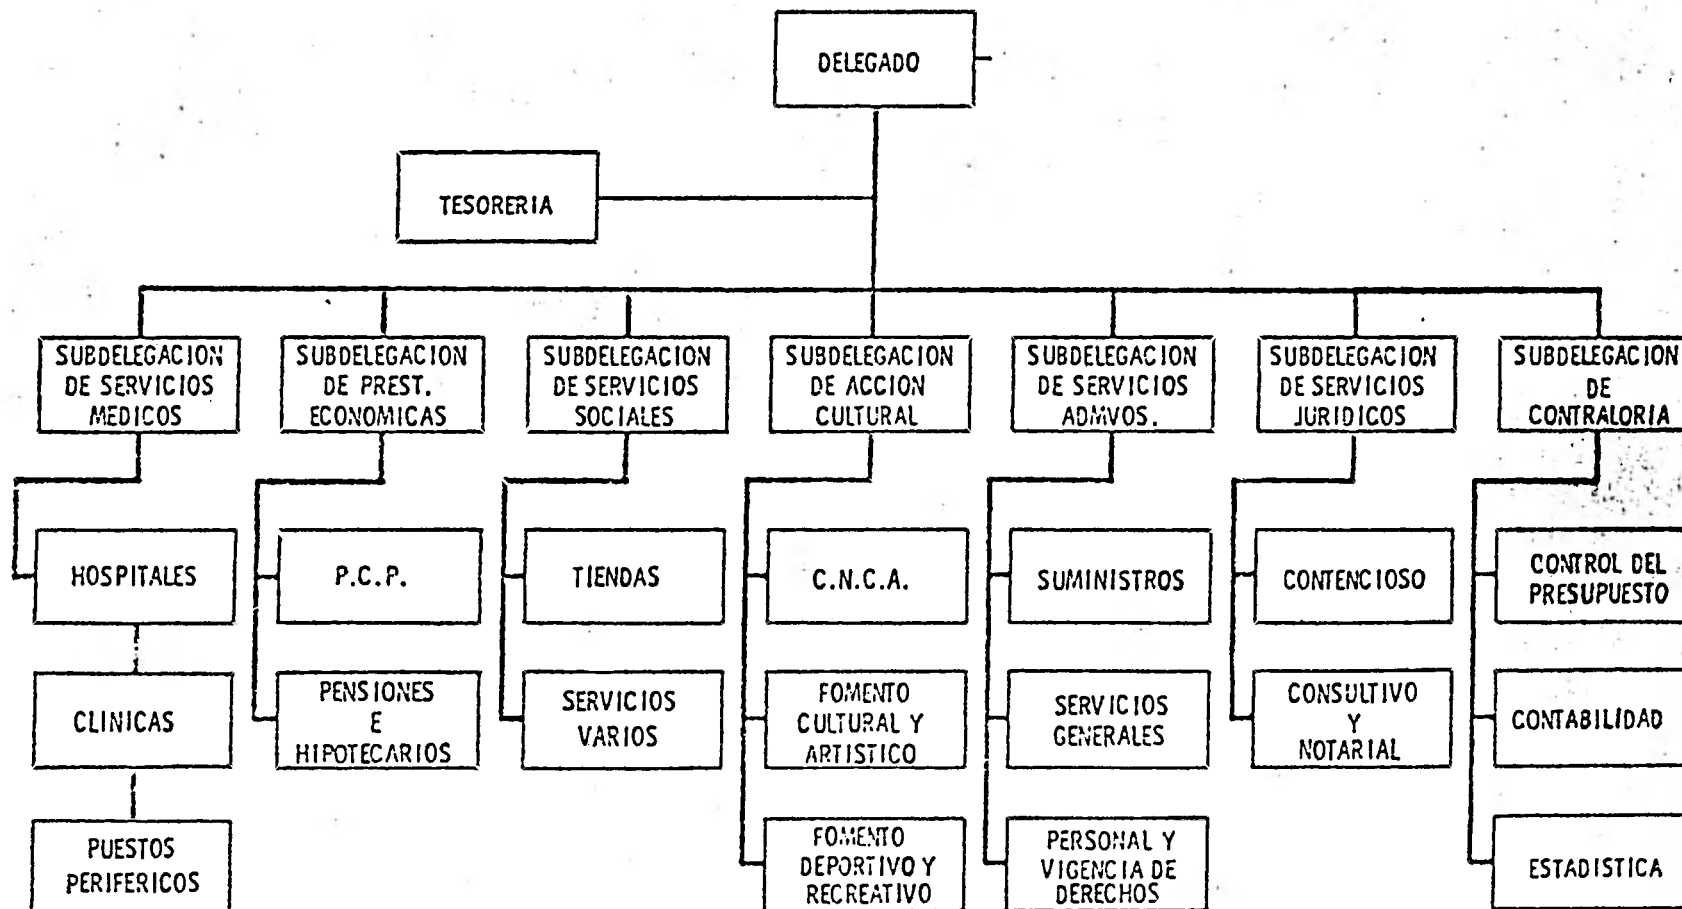 DELEGADO
TESORERIA
SUBDELEGACION
DE SERVICIOS
MEDICOS
SUBDELEGACION
DE PREST.
ECONOMICAS
SUBDELEGACION
DE SERVICIOS
SOCIALES
SUBDELEGACION
DE ACCION
CULTURAL
SUBDELEGACION
DE SERVICIOS
ADMVOS.
SUBDELEGACION
DE SERVICIOS
JURIDICOS
SUBDELEGACION
DE
CONTRALORIA
HOSPITALES
P.C.P.
TIENDAS
C.N.C.A.
SUMINISTROS
CONTENCIOSO
CONTROL DEL
PRESUPUESTO
CLINICAS
PENSIONES
E
HIPOTECARIOS
SERVICIOS
VARIOS
FOMENTO
CULTURAL Y
ARTISTICO
SERVICIOS
GENERALES
CONSULTIVO
Y
NOTARIAL
CONTABILIDAD
PUESTOS
PERIFERICOS
FOMENTO
DEPORTIVO Y
RECREATIVO
PERSONAL Y
VIGENCIA DE
DERECHOS
ESTADISTICA